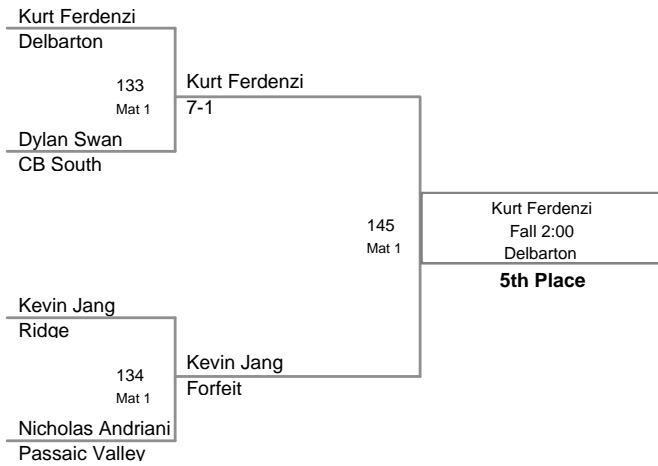 Kurt Ferdenzi
Delbarton
133
Mat 1
Kurt Ferdenzi
7-1
Dylan Swan
CB South
145
Mat 1
Kurt Ferdenzi
Fall 2:00
Delbarton
5th Place
Kevin Jang
Ridge
134
Mat 1
Kevin Jang
Forfeit
Nicholas Andriani
Passaic Valley